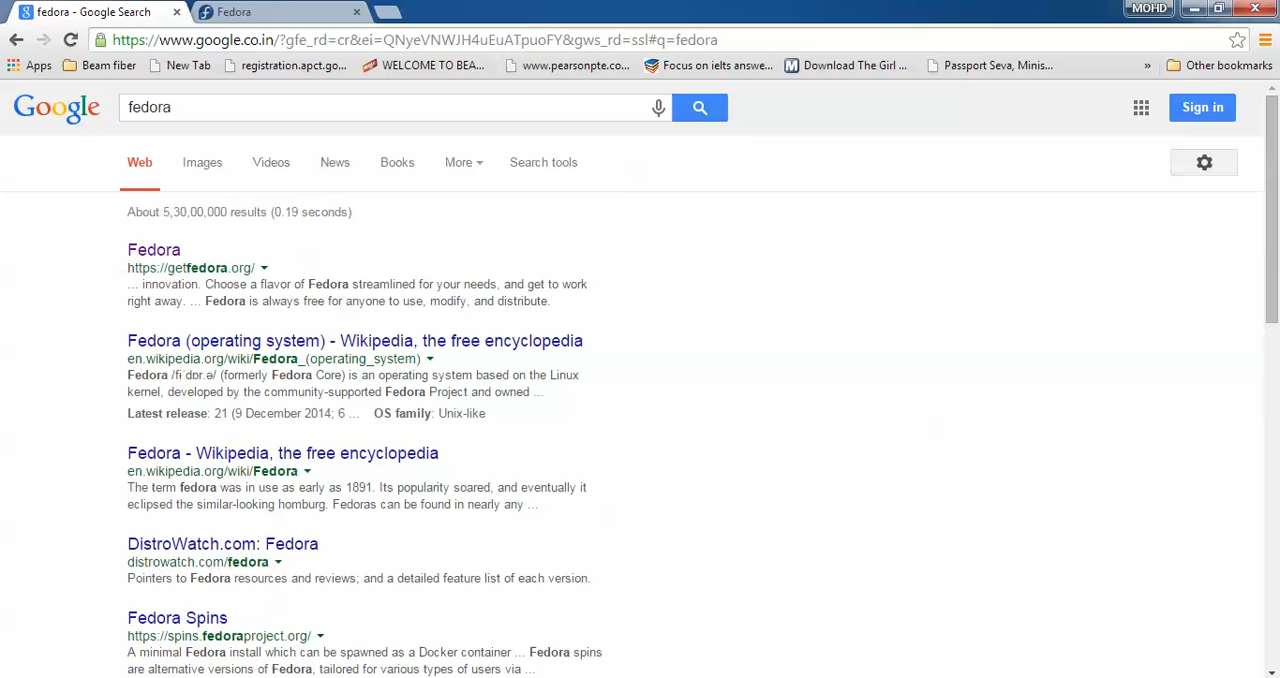 fedora - Google Search
Fedora
MOHD
https://www.google.co.in/?gfe_rd=cr&ei=QNyeVNWJH4uEuATpuoFY&gws_rd=ssl#q=fedora
Apps
Beam fiber
New Tab
registration.apct.go...
WELCOME TO BEA...
www.pearsonpte.co...
Focus on ielts answe...
Download The Girl ...
Passport Seva, Minis...
»
Other bookmarks
Google
fedora
Sign in
Web
Images
Videos
News
Books
More
Search tools
About 5,30,00,000 results (0.19 seconds)
Fedora
https://getfedora.org/
... innovation. Choose a flavor of Fedora streamlined for your needs, and get to work
right away. ... Fedora is always free for anyone to use, modify, and distribute.
Fedora (operating system) - Wikipedia, the free encyclopedia
en.wikipedia.org/wiki/Fedora_(operating_system)
Fedora /fɪˈdɒr.ə/ (formerly Fedora Core) is an operating system based on the Linux
kernel, developed by the community-supported Fedora Project and owned ...
Latest release: 21 (9 December 2014; 6 ... OS family: Unix-like
Fedora - Wikipedia, the free encyclopedia
en.wikipedia.org/wiki/Fedora
The term fedora was in use as early as 1891. Its popularity soared, and eventually it
eclipsed the similar-looking homburg. Fedoras can be found in nearly any ...
DistroWatch.com: Fedora
distrowatch.com/fedora
Pointers to Fedora resources and reviews; and a detailed feature list of each version.
Fedora Spins
https://spins.fedoraproject.org/
A minimal Fedora install which can be spawned as a Docker container ... Fedora spins
are alternative versions of Fedora, tailored for various types of users via ...